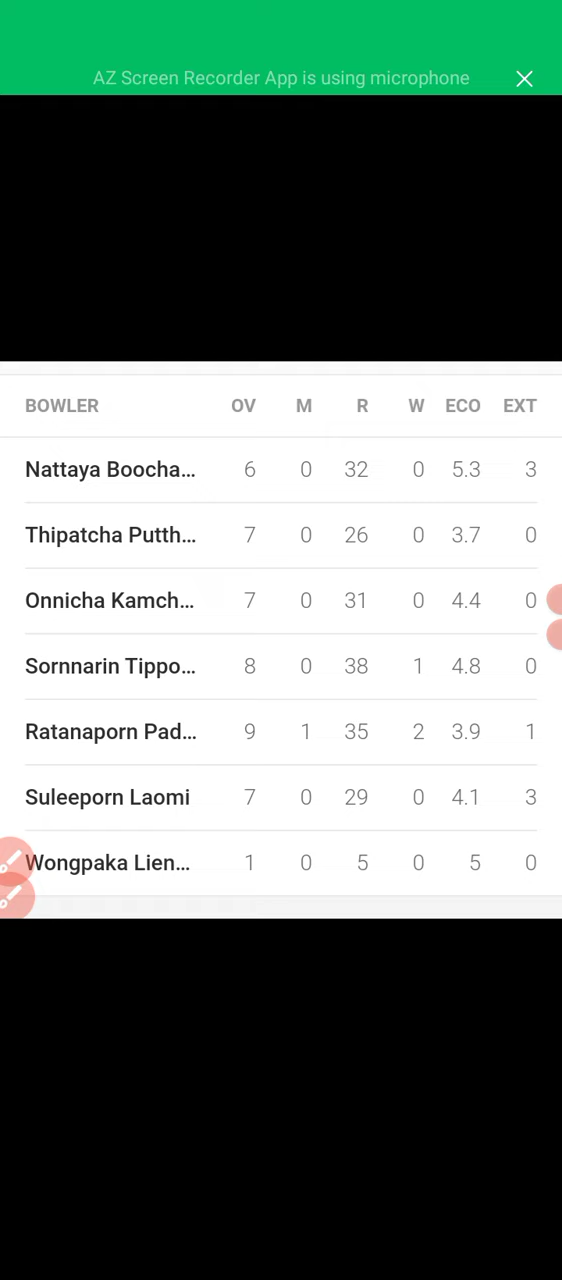 AZ Screen Recorder App is using microphone
BOWLER OV M R W ECO EXT
Nattaya Boocha... 6 0 32 0 5.3 3
Thipatcha Putth... 7 0 26 0 3.7 0
Onnicha Kamch... 7 0 31 0 4.4 0
Sornnarin Tippo... 8 0 38 1 4.8 0
Ratanaporn Pad... 9 1 35 2 3.9 1
Suleeporn Laomi 7 0 29 0 4.1 3
Wongpaka Lien... 1 0 5 0 5 0